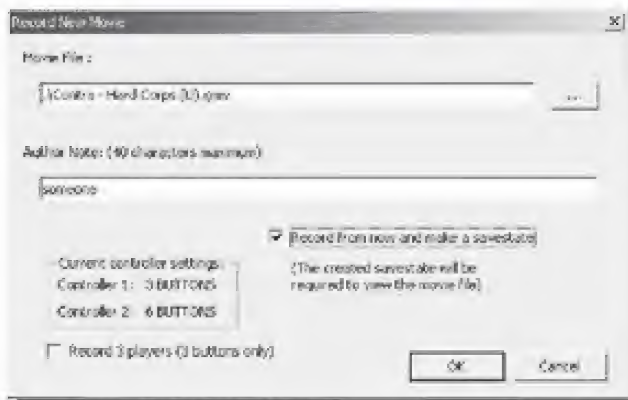 Record New Movie
Movie File :
.\Contra - Hard Corps (U).gmv
...
Author Note: (40 characters maximum)
someone
Record from now and make a savestate
(The created savestate will be
required to view the movie file)
Current controller settings
Controller 1: 3 BUTTONS
Controller 2: 6 BUTTONS
Record 3 players (3 buttons only)
OK
Cancel